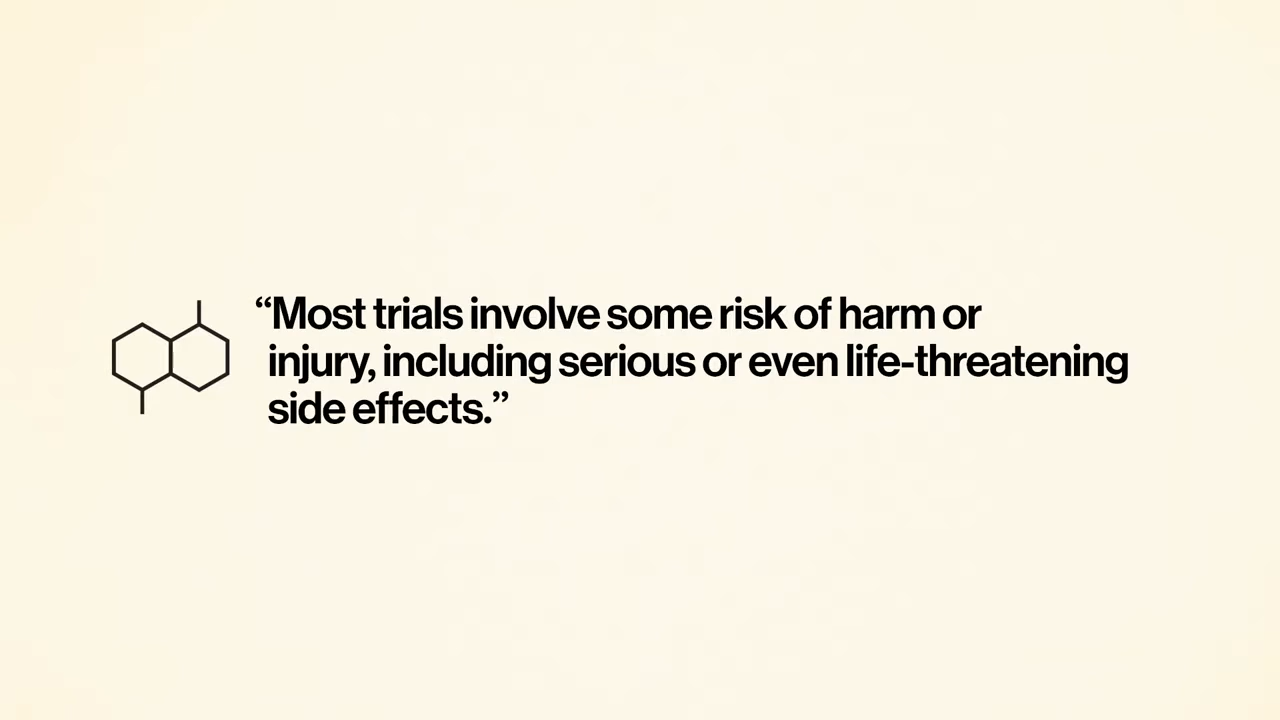 “Most trials involve some risk of harm or
injury, including serious or even life-threatening
side effects.”